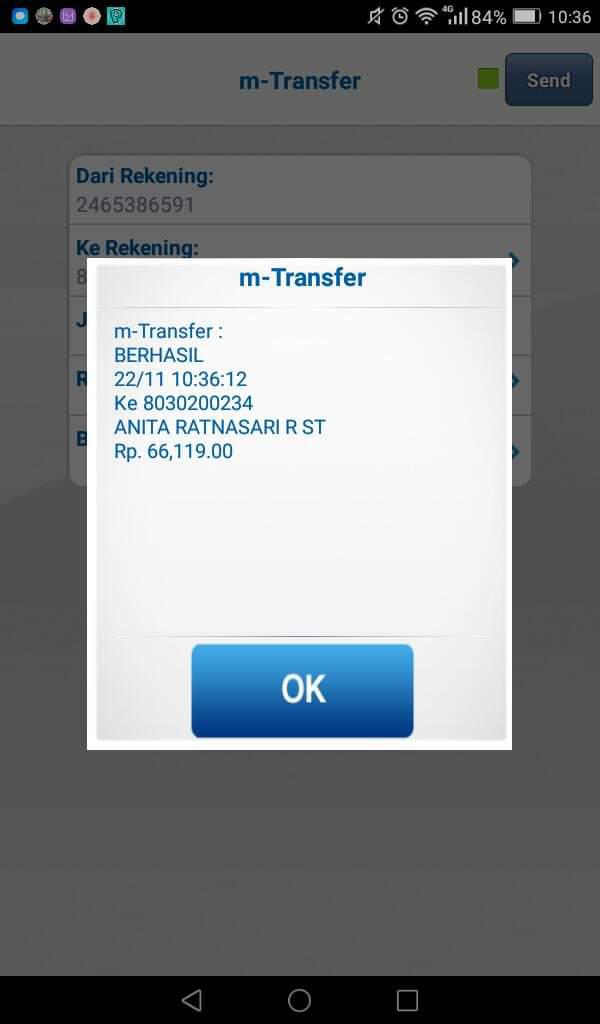 84% 10:36
m-Transfer Send
Dari Rekening:
2465386591
Ke Rekening:
8
J
R
B
m-Transfer
m-Transfer :
BERHASIL
22/11 10:36:12
Ke 8030200234
ANITA RATNASARI R ST
Rp. 66,119.00
OK